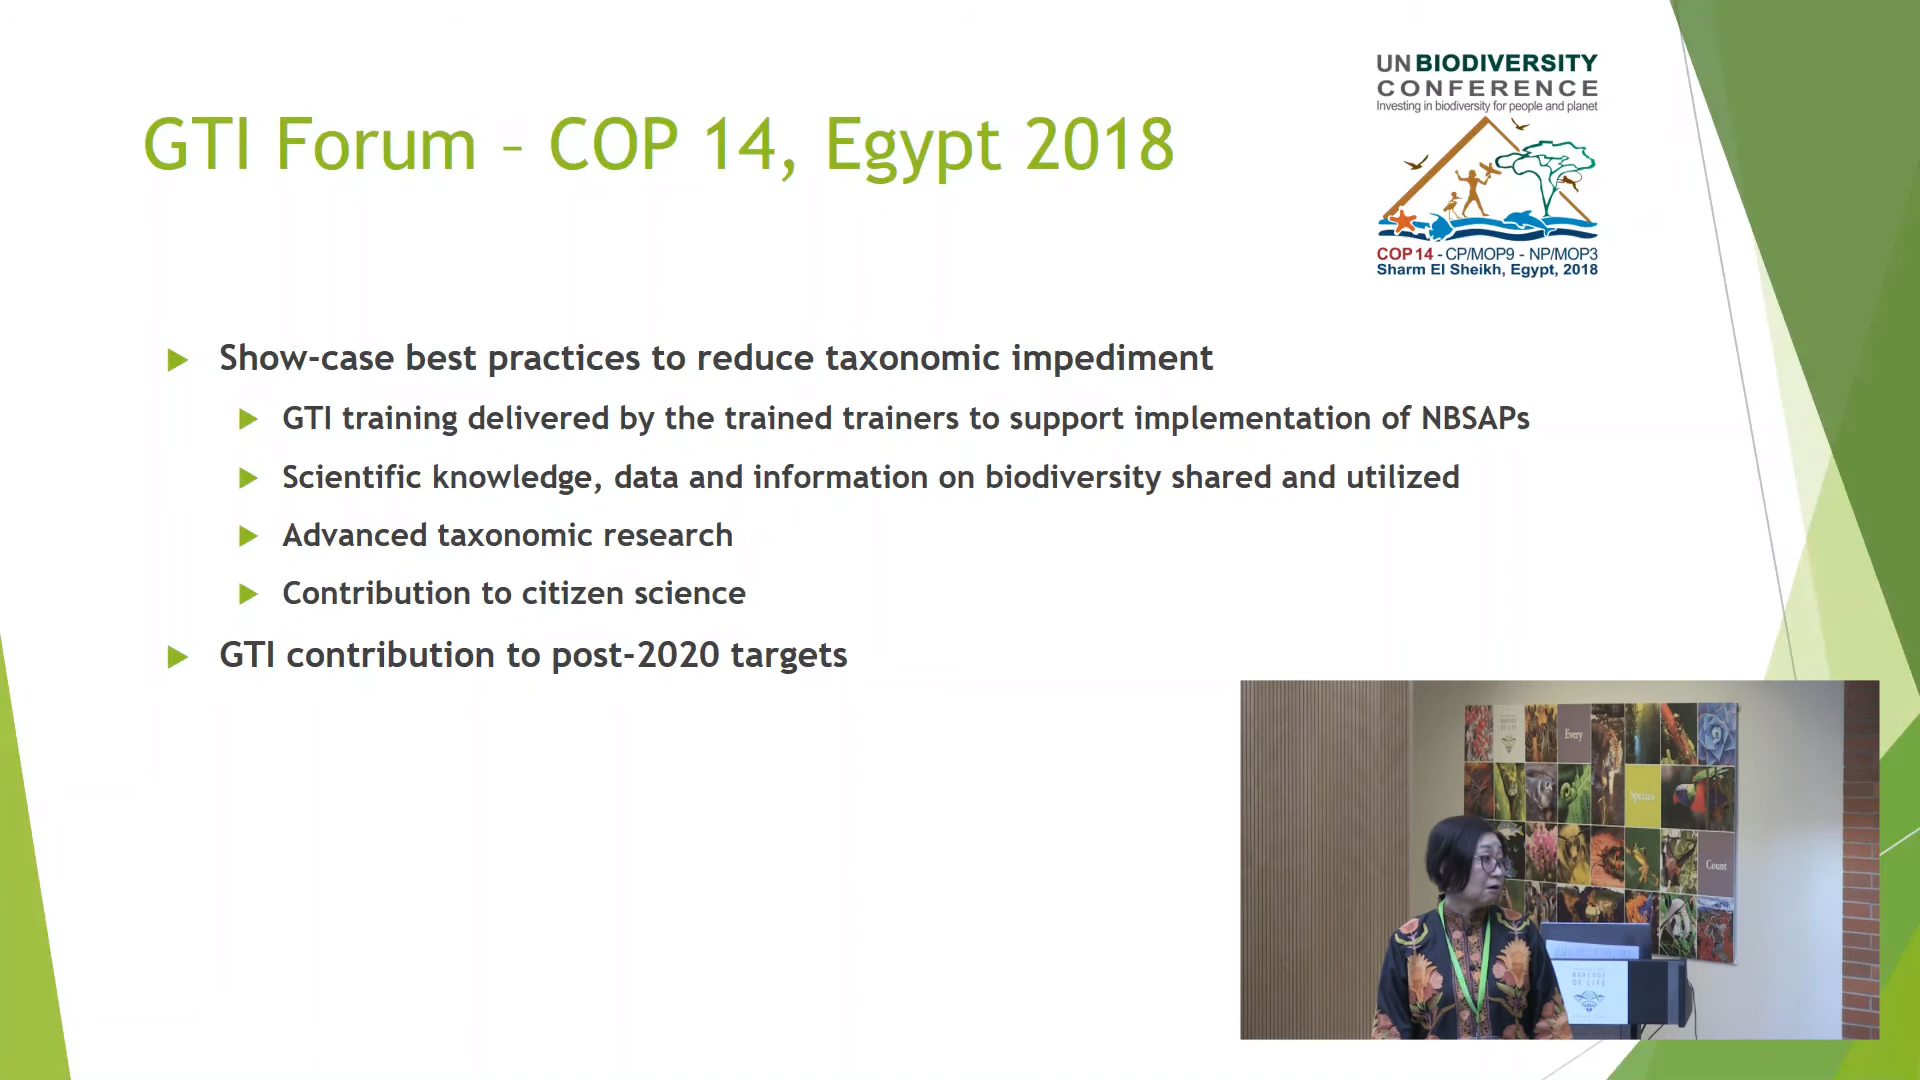 UN BIODIVERSITY
CONFERENCE
Investing in biodiversity for people and planet
GTI Forum – COP 14, Egypt 2018
COP 14 - CP/MOP9 - NP/MOP3
Sharm El Sheikh, Egypt, 2018
Show-case best practices to reduce taxonomic impediment
GTI training delivered by the trained trainers to support implementation of NBSAPs
Scientific knowledge, data and information on biodiversity shared and utilized
Advanced taxonomic research
Contribution to citizen science
GTI contribution to post-2020 targets
Every
Species
Count
BARCODE
OF LIFE